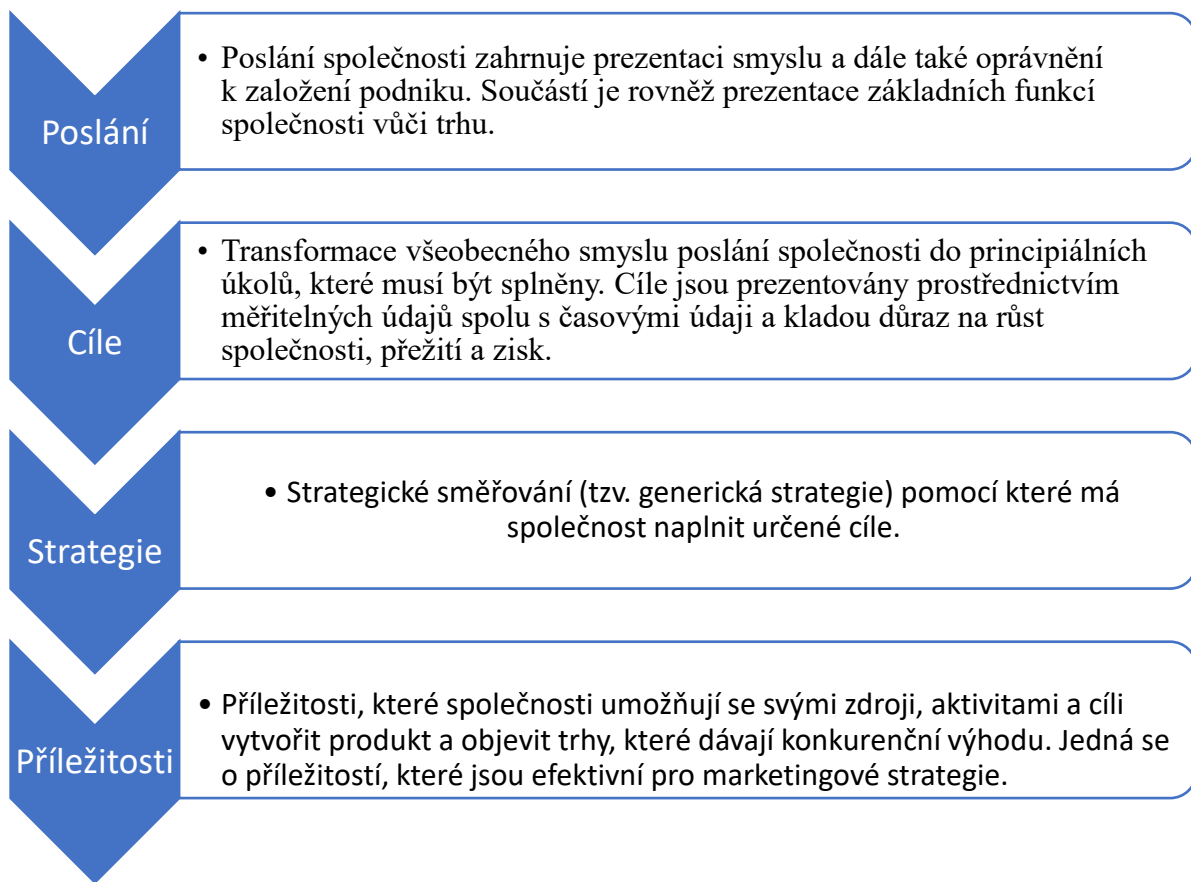 Poslání
• Poslání společnosti zahrnuje prezentaci smyslu a dále také oprávnění
k založení podniku. Součástí je rovněž prezentace základních funkcí
společnosti vůči trhu.
Cíle
• Transformace všeobecného smyslu poslání společnosti do principiálních
úkolů, které musí být splněny. Cíle jsou prezentovány prostřednictvím
měřitelných údajů spolu s časovými údaji a kladou důraz na růst
společnosti, přežití a zisk.
Strategie
• Strategické směřování (tzv. generická strategie) pomocí které má
společnost naplnit určené cíle.
Příležitosti
• Příležitosti, které společnosti umožňují se svými zdroji, aktivitami a cíli
vytvořit produkt a objevit trhy, které dávají konkurenční výhodu. Jedná se
o příležitostí, které jsou efektivní pro marketingové strategie.